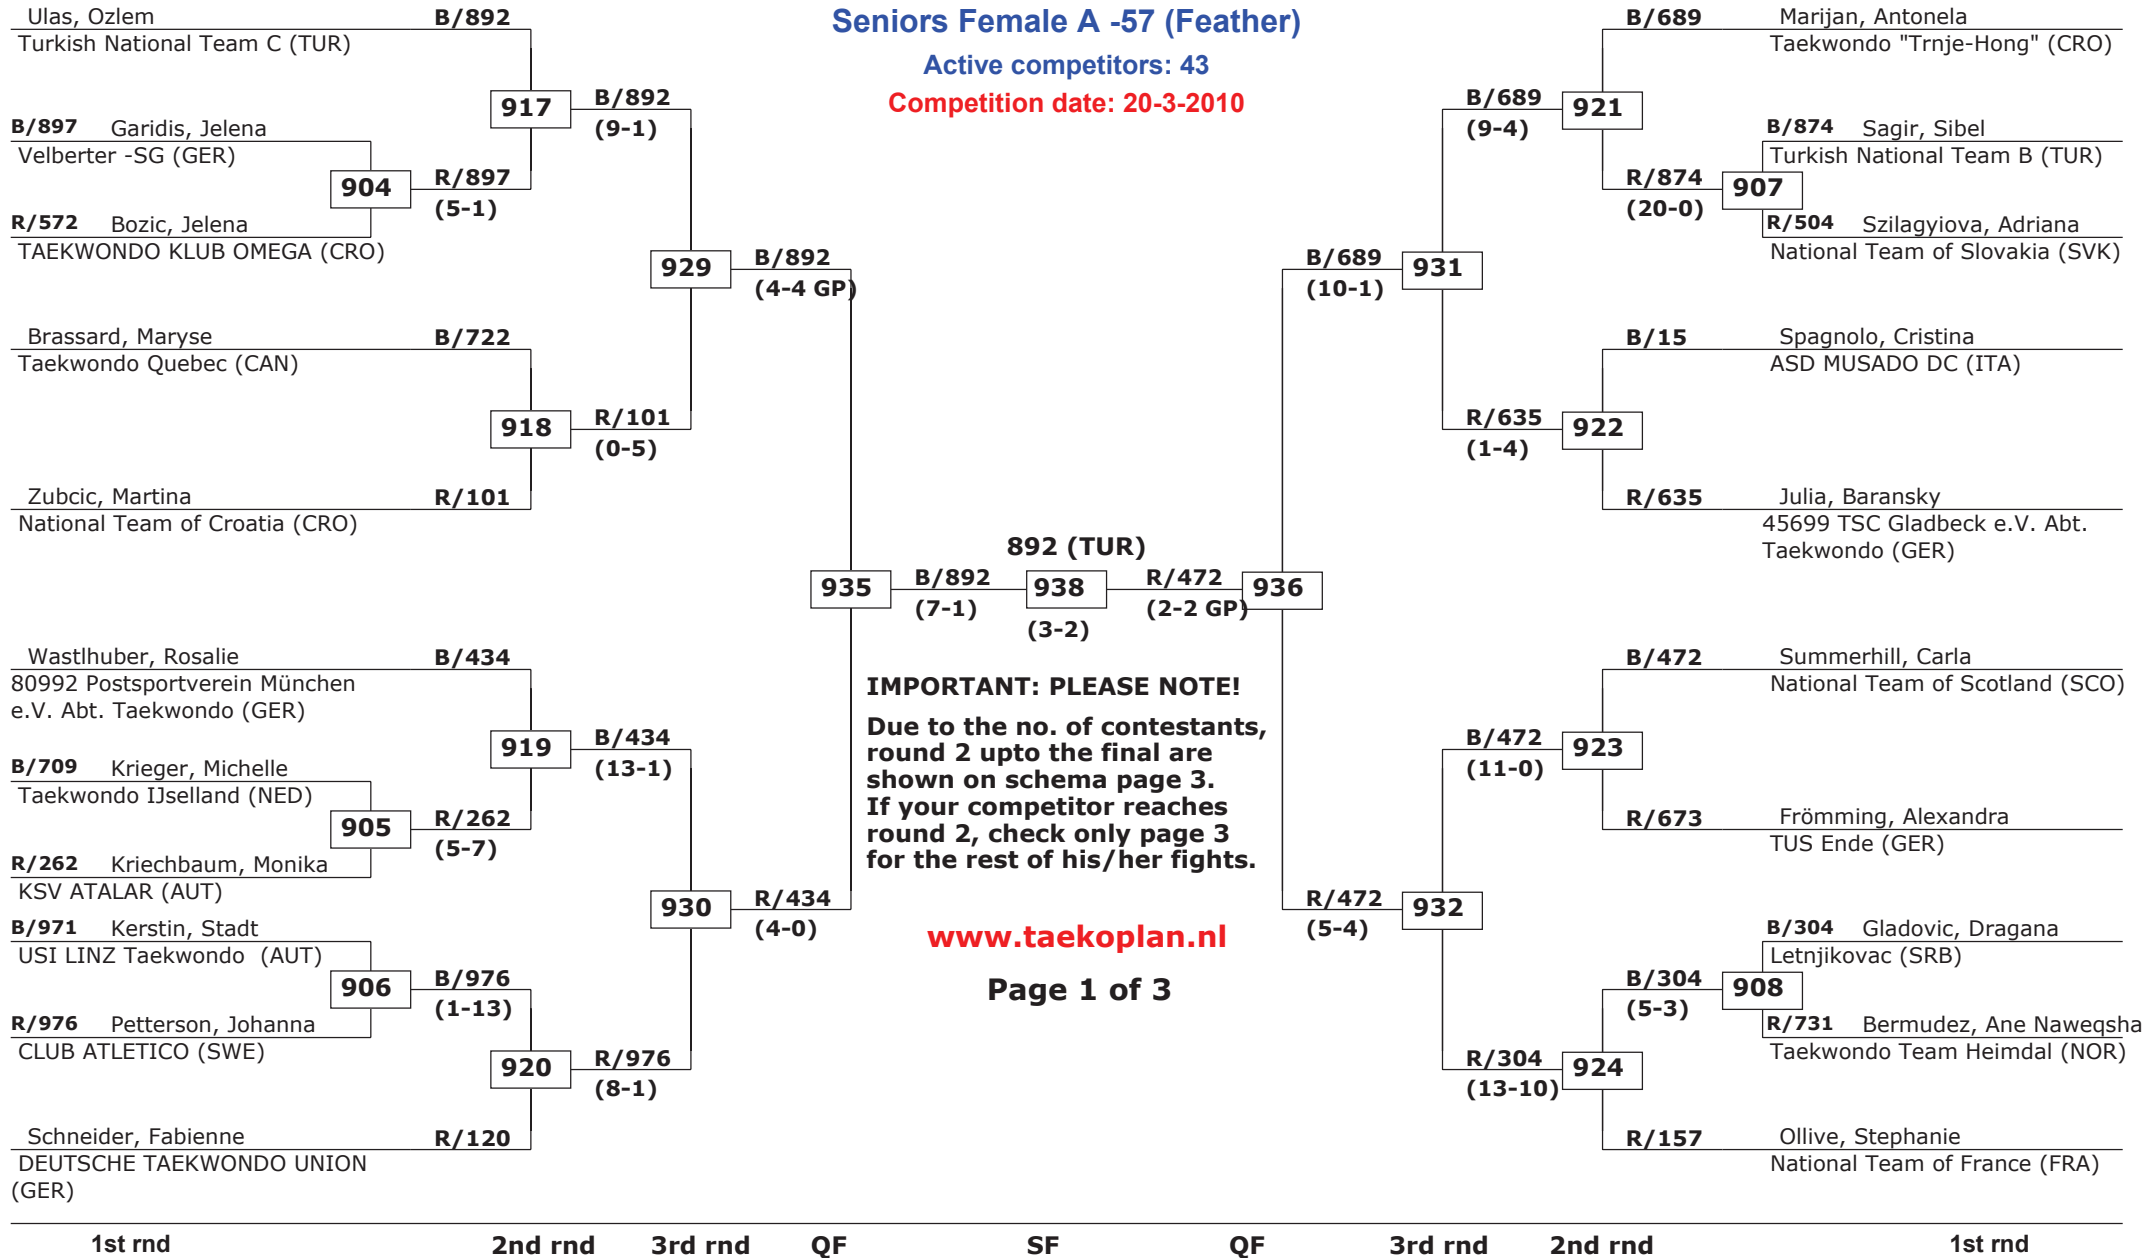 Seniors Female A -57 (Feather)
Active competitors: 43
Competition date: 20-3-2010
Ulas, Ozlem
B/892
Turkish National Team C (TUR)
917
B/892
(9-1)
B/897 Garidis, Jelena
Velberter -SG (GER)
904
R/897
(5-1)
R/572 Bozic, Jelena
TAEKWONDO KLUB OMEGA (CRO)
929
B/892
(4-4 GP)
Brassard, Maryse
B/722
Taekwondo Quebec (CAN)
918
R/101
(0-5)
Zubcic, Martina
R/101
National Team of Croatia (CRO)
935
B/892
(7-1)
892 (TUR)
938
(3-2)
R/472
(2-2 GP)
936
Wastlhuber, Rosalie
B/434
80992 Postsportverein München
e.V. Abt. Taekwondo (GER)
919
B/434
(13-1)
B/709 Krieger, Michelle
Taekwondo IJselland (NED)
905
R/262
(5-7)
R/262 Kriechbaum, Monika
KSV ATALAR (AUT)
930
R/434
(4-0)
B/971 Kerstin, Stadt
USI LINZ Taekwondo (AUT)
906
B/976
(1-13)
R/976 Petterson, Johanna
CLUB ATLETICO (SWE)
920
R/976
(8-1)
Schneider, Fabienne
R/120
DEUTSCHE TAEKWONDO UNION
(GER)
IMPORTANT: PLEASE NOTE!
Due to the no. of contestants,
round 2 upto the final are
shown on schema page 3.
If your competitor reaches
round 2, check only page 3
for the rest of his/her fights.
www.taekoplan.nl
Page 1 of 3
B/689
Marijan, Antonela
Taekwondo "Trnje-Hong" (CRO)
B/689
(9-4)
921
B/874 Sagir, Sibel
Turkish National Team B (TUR)
R/874
(20-0)
907
R/504 Szilagyiova, Adriana
National Team of Slovakia (SVK)
B/689
(10-1)
931
B/15
Spagnolo, Cristina
ASD MUSADO DC (ITA)
R/635
(1-4)
922
R/635
Julia, Baransky
45699 TSC Gladbeck e.V. Abt.
Taekwondo (GER)
B/472
Summerhill, Carla
National Team of Scotland (SCO)
B/472
(11-0)
923
R/673
Frömming, Alexandra
TUS Ende (GER)
R/472
(5-4)
932
B/304 Gladovic, Dragana
Letnjikovac (SRB)
B/304
(5-3)
908
R/731 Bermudez, Ane Naweqsha
Taekwondo Team Heimdal (NOR)
R/304
(13-10)
924
R/157
Ollive, Stephanie
National Team of France (FRA)
1st rnd 2nd rnd 3rd rnd QF SF QF 3rd rnd 2nd rnd 1st rnd